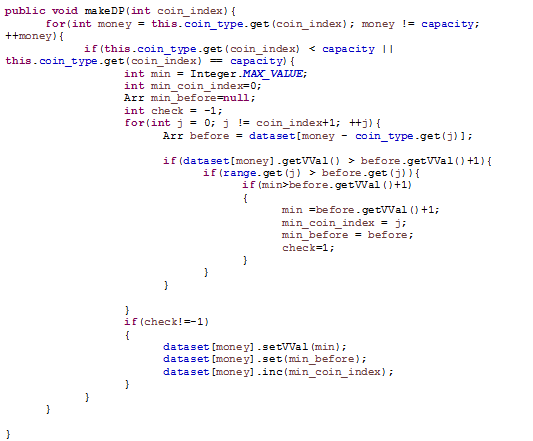 public void makeDP(int coin_index){
for(int money = this.coin_type.get(coin_index); money != capacity;
++money){
if(this.coin_type.get(coin_index) < capacity ||
this.coin_type.get(coin_index) == capacity){
int min = Integer.MAX_VALUE;
int min_coin_index=0;
Arr min_before=null;
int check = -1;
for(int j = 0; j != coin_index+1; ++j){
Arr before = dataset[money - coin_type.get(j)];
if(dataset[money].getVVal() > before.getVVal()+1){
if(range.get(j) > before.get(j)){
if(min>before.getVVal()+1)
{
min =before.getVVal()+1;
min_coin_index = j;
min_before = before;
check=1;
}
}
}
}
if(check!=-1)
{
dataset[money].setVVal(min);
dataset[money].set(min_before);
dataset[money].inc(min_coin_index);
}
}
}
}